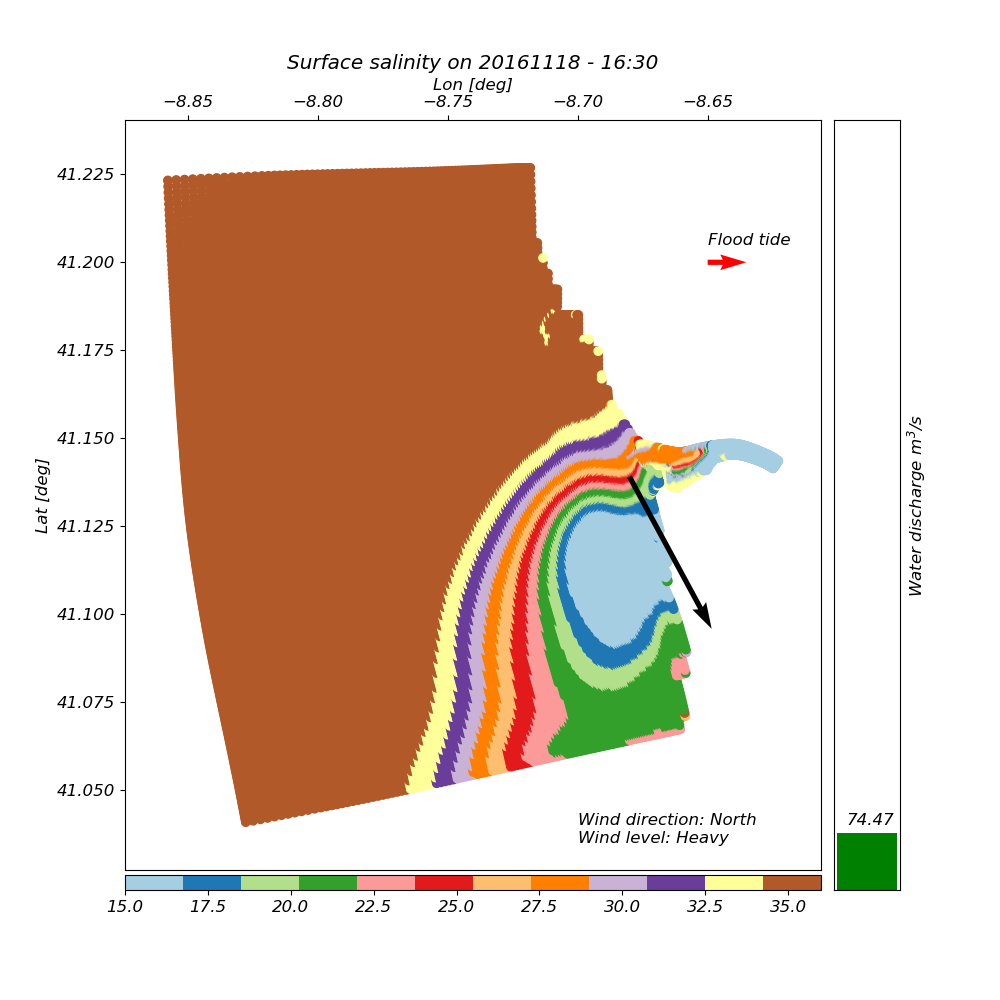 Surface salinity on 20161118 - 16:30
Lon [deg]
−8.85 −8.80 −8.75 −8.70 −8.65
41.225
41.200
41.175
41.150
41.125
41.100
41.075
41.050
Lat [deg]
Flood tide
Wind direction: North
Wind level: Heavy
74.47
Water discharge m³/s
15.0 17.5 20.0 22.5 25.0 27.5 30.0 32.5 35.0